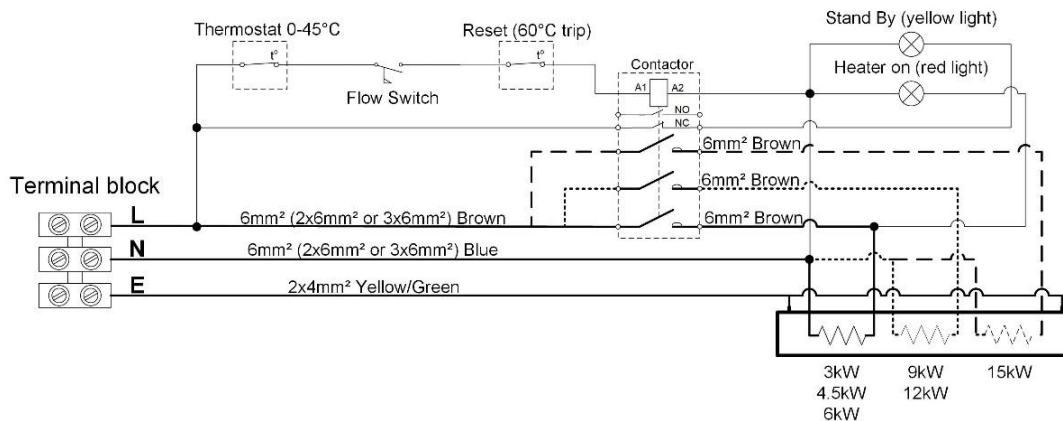 Stand By (yellow light)
Thermostat 0-45°C
Reset (60°C trip)
t°
t°
Heater on (red light)
Contactor
Flow Switch
A1
A2
NO
NC
6mm² Brown
Terminal block
6mm² Brown
L
6mm² (2x6mm² or 3x6mm²) Brown
6mm² Brown
N
6mm² (2x6mm² or 3x6mm²) Blue
E
2x4mm² Yellow/Green
3kW
9kW
15kW
4.5kW
12kW
6kW